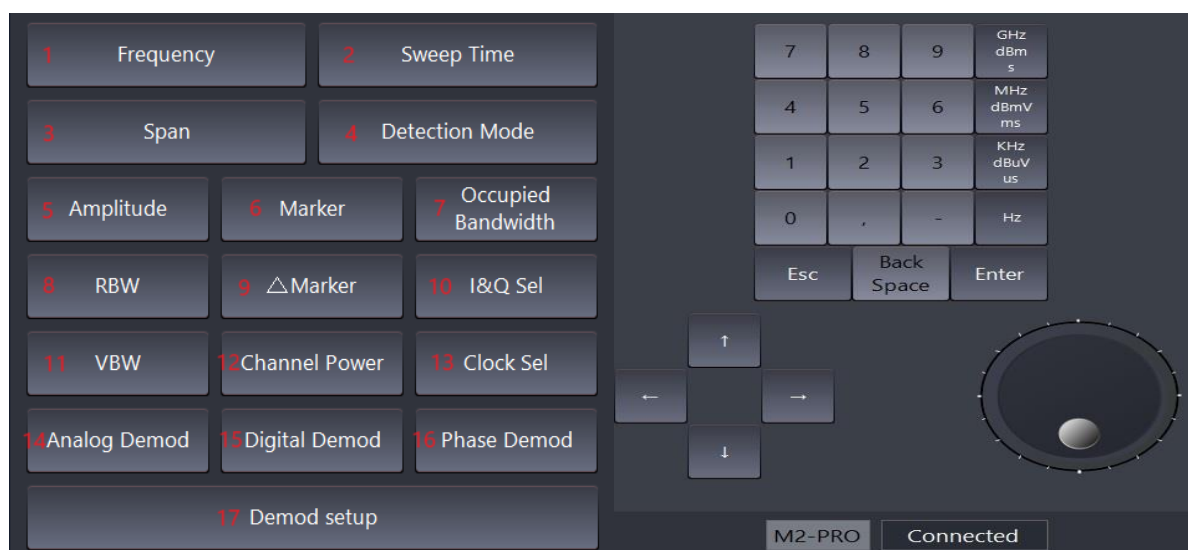 1 Frequency
2 Sweep Time
3 Span
4 Detection Mode
5 Amplitude
6 Marker
7 Occupied
Bandwidth
8 RBW
9 △Marker
10 I&Q Sel
11 VBW
12 Channel Power
13 Clock Sel
14 Analog Demod
15 Digital Demod
16 Phase Demod
17 Demod setup
7 8 9
GHz
dBm
s
4 5 6
MHz
dBmV
ms
1 2 3
KHz
dBuV
us
0 , - Hz
Esc
Back
Space
Enter
↑
← →
↓
M2-PRO Connected